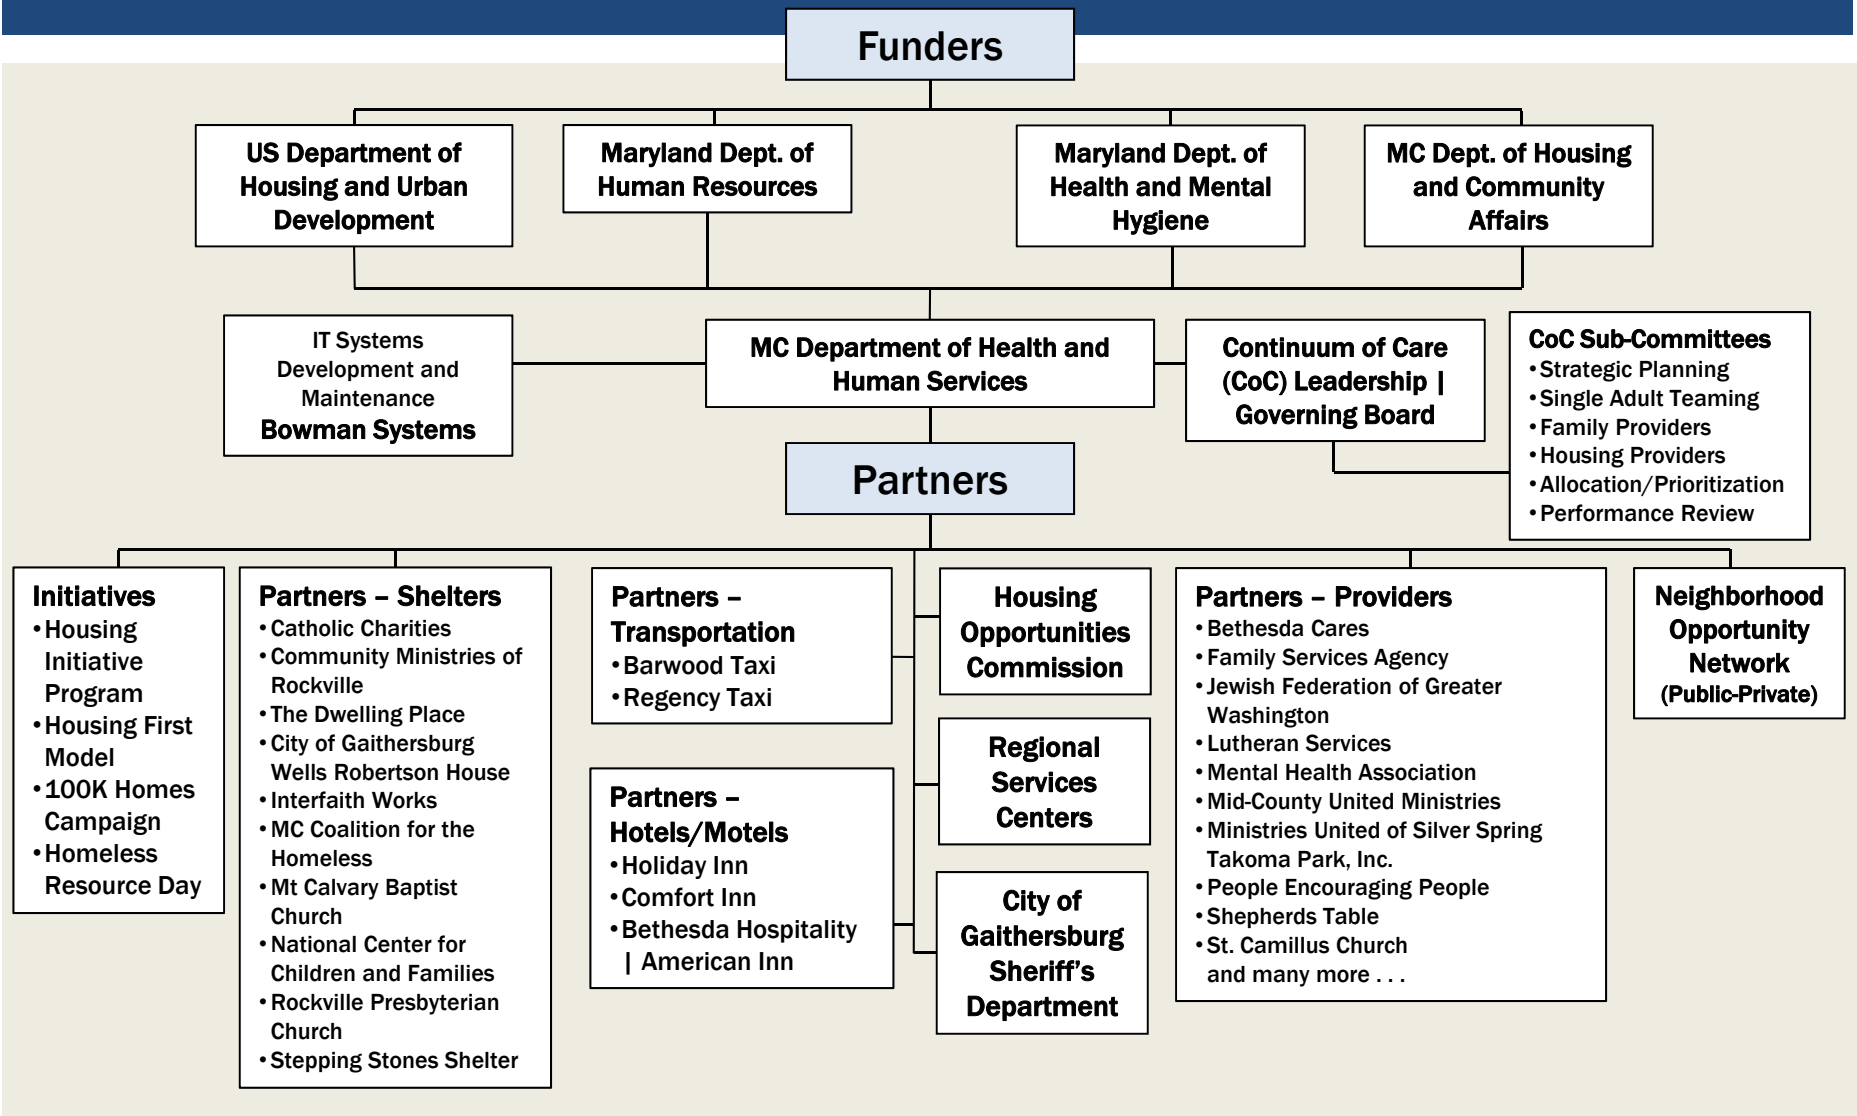 Funders
US Department of
Housing and Urban
Development
Maryland Dept. of
Human Resources
Maryland Dept. of
Health and Mental
Hygiene
MC Dept. of Housing
and Community
Affairs
IT Systems
Development and
Maintenance
Bowman Systems
MC Department of Health and
Human Services
Continuum of Care
(CoC) Leadership |
Governing Board
CoC Sub-Committees
•Strategic Planning
•Single Adult Teaming
•Family Providers
•Housing Providers
•Allocation/Prioritization
•Performance Review
Partners
Initiatives
•Housing
Initiative
Program
•Housing First
Model
•100K Homes
Campaign
•Homeless
Resource Day
Partners – Shelters
•Catholic Charities
•Community Ministries of
Rockville
•The Dwelling Place
•City of Gaithersburg
Wells Robertson House
•Interfaith Works
•MC Coalition for the
Homeless
•Mt Calvary Baptist
Church
•National Center for
Children and Families
•Rockville Presbyterian
Church
•Stepping Stones Shelter
Partners –
Transportation
•Barwood Taxi
•Regency Taxi
Partners –
Hotels/Motels
•Holiday Inn
•Comfort Inn
•Bethesda Hospitality
| American Inn
Housing
Opportunities
Commission
Regional
Services
Centers
City of
Gaithersburg
Sheriff’s
Department
Partners – Providers
•Bethesda Cares
•Family Services Agency
•Jewish Federation of Greater
Washington
•Lutheran Services
•Mental Health Association
•Mid-County United Ministries
•Ministries United of Silver Spring
Takoma Park, Inc.
•People Encouraging People
•Shepherds Table
•St. Camillus Church
and many more . . .
Neighborhood
Opportunity
Network
(Public-Private)